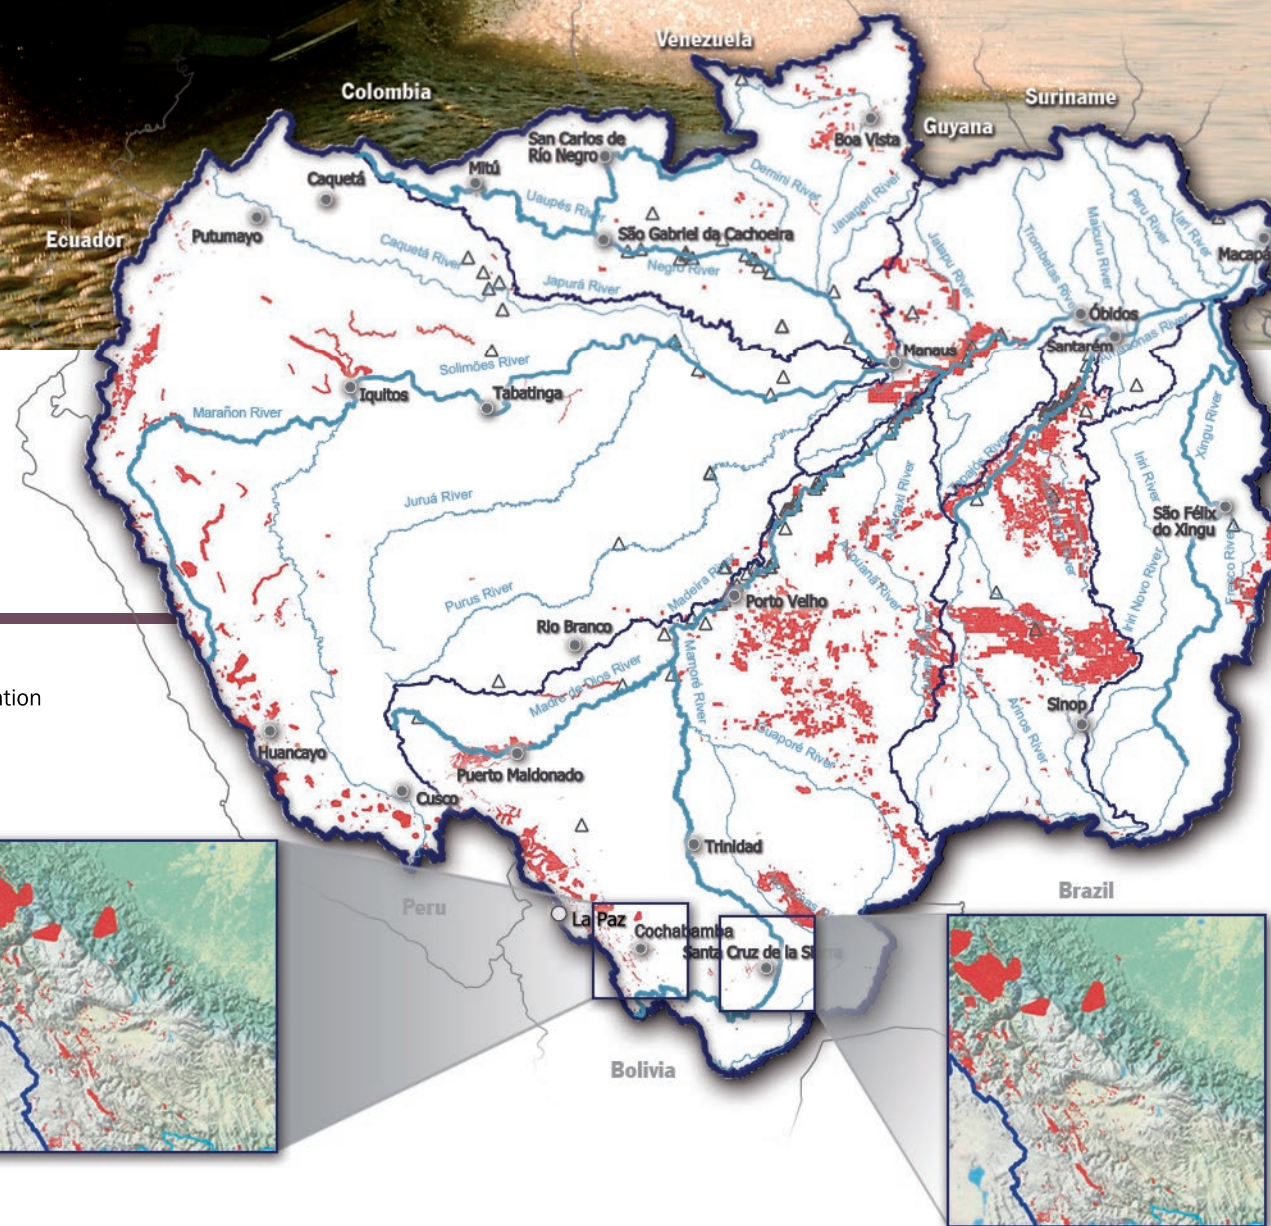 Venezuela
Colombia
Suriname
Guyana
San Carlos de
Río Negro
Boa Vista
Mitú
Caquetá
Demini River
Uaupés River
Jauaperi River
Paru River
Jari River
Maicuru River
Ecuador
Putumayo
São Gabriel da Cachoeira
Trombetas River
Jatapu River
Macapá
Caquetá River
Negro River
Japurá River
Óbidos
Amazonas River
Santarém
Manaus
Solimões River
Iquitos
Tabatinga
Marañon River
Xingu River
Juruá River
Iriri River
São Félix
do Xingu
Purus River
Madeira River
Porto Velho
Fresco River
Iriri Novo River
Rio Branco
Mamoré River
Madre de Dios River
Arinos River
Sinop
Guaporé River
Huancayo
Puerto Maldonado
Cusco
Trinidad
Brazil
Peru
La Paz
Cochabamba
Santa Cruz de la Sierra
Bolivia